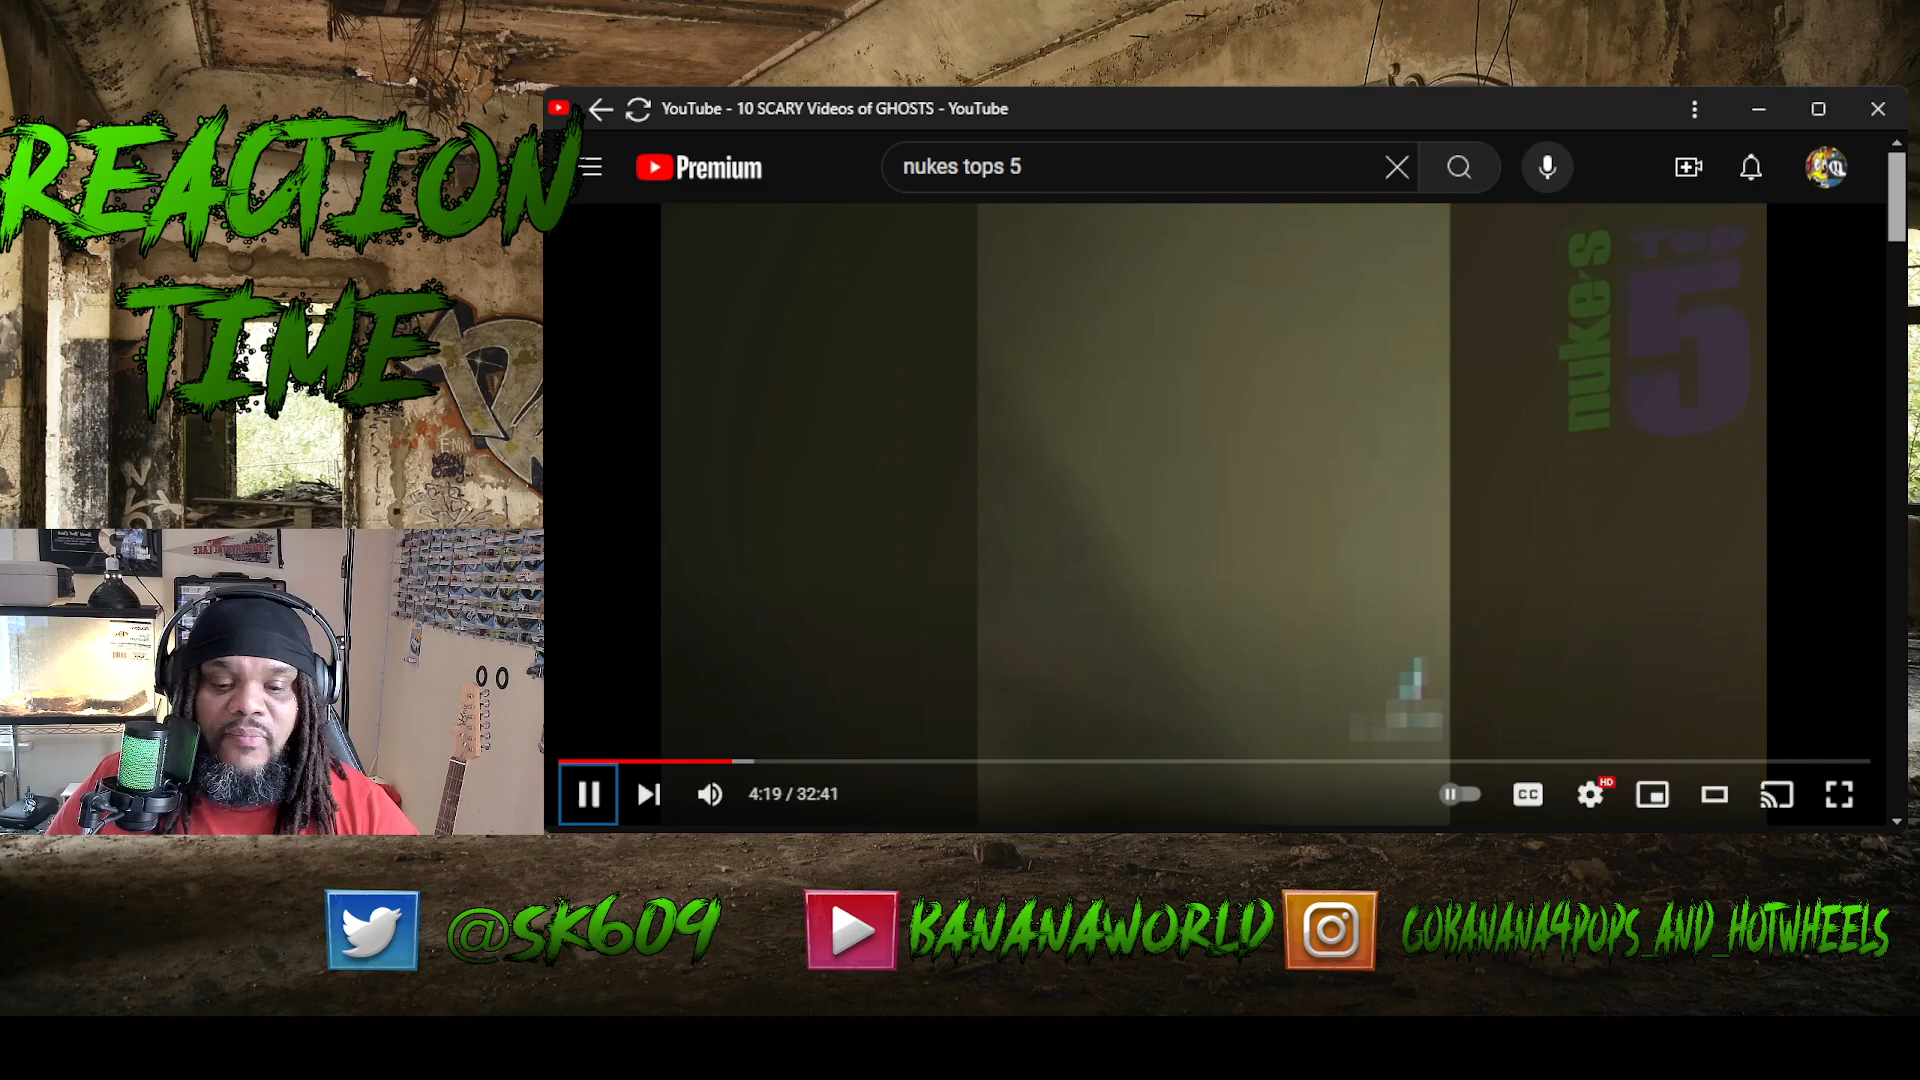 REACTION
TIME
YouTube - 10 SCARY Videos of GHOSTS - YouTube
Premium
nukes tops 5
nuke's
Top
5
4:19 / 32:41
CC
HD
@SK609
BANANAWORLD
GOBANANA4POPS_AND_HOTWHEELS